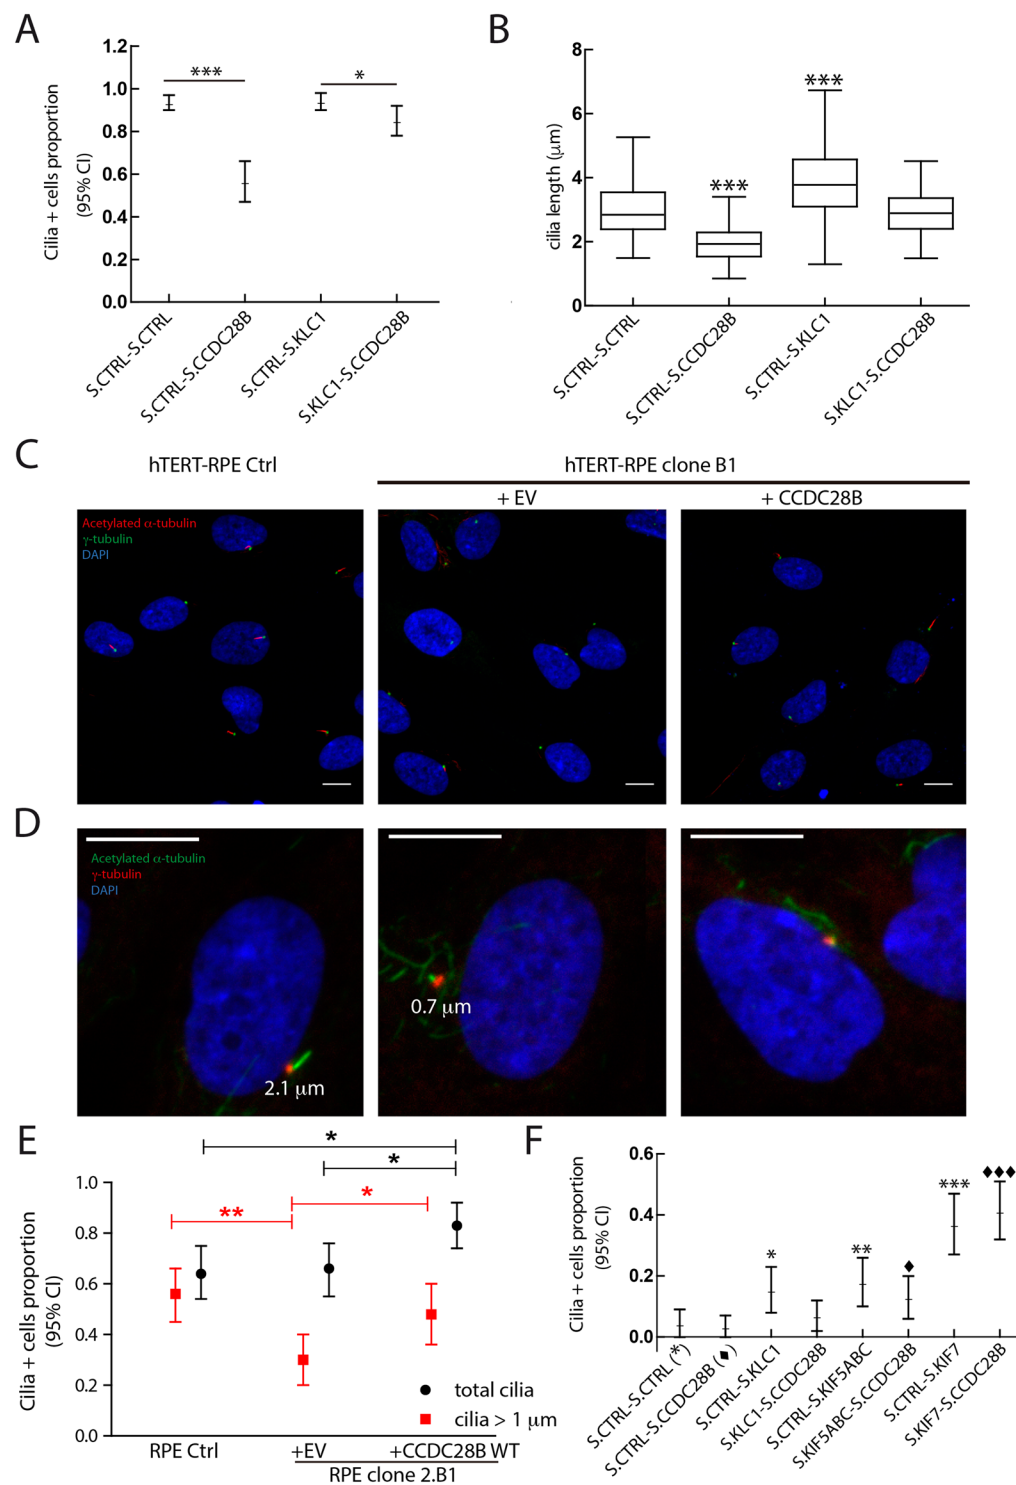 A
Cilia + cells proportion
(95% CI)
1.2
1.0
0.8
0.6
0.4
0.2
0.0
***
*
S.CTRL-S.CTRL
S.CTRL-S.CCDC28B
S.CTRL-S.KLC1
S.KLC1-S.CCDC28B
B
cilia length (µm)
8
6
4
2
0
***
***
S.CTRL-S.CTRL
S.CTRL-S.CCDC28B
S.CTRL-S.KLC1
S.KLC1-S.CCDC28B
C
hTERT-RPE Ctrl
hTERT-RPE clone B1
+ EV
+ CCDC28B
Acetylated α-tubulin
γ-tubulin
DAPI
D
Acetylated α-tubulin
γ-tubulin
DAPI
2.1 µm
0.7 µm
E
Cilia + cells proportion
(95% CI)
1.0
0.8
0.6
0.4
0.2
0.0
*
*
**
*
total cilia
cilia > 1 µm
RPE Ctrl
+EV
+CCDC28B WT
RPE clone 2.B1
F
Cilia + cells proportion
(95% CI)
0.6
0.4
0.2
0.0
*
**
♦
***
♦♦♦
S.CTRL-S.CTRL (*)
S.CTRL-S.CCDC28B (♦)
S.CTRL-S.KLC1
S.KLC1-S.CCDC28B
S.CTRL-S.KIF5ABC
S.KIF5ABC-S.CCDC28B
S.CTRL-S.KIF7
S.KIF7-S.CCDC28B